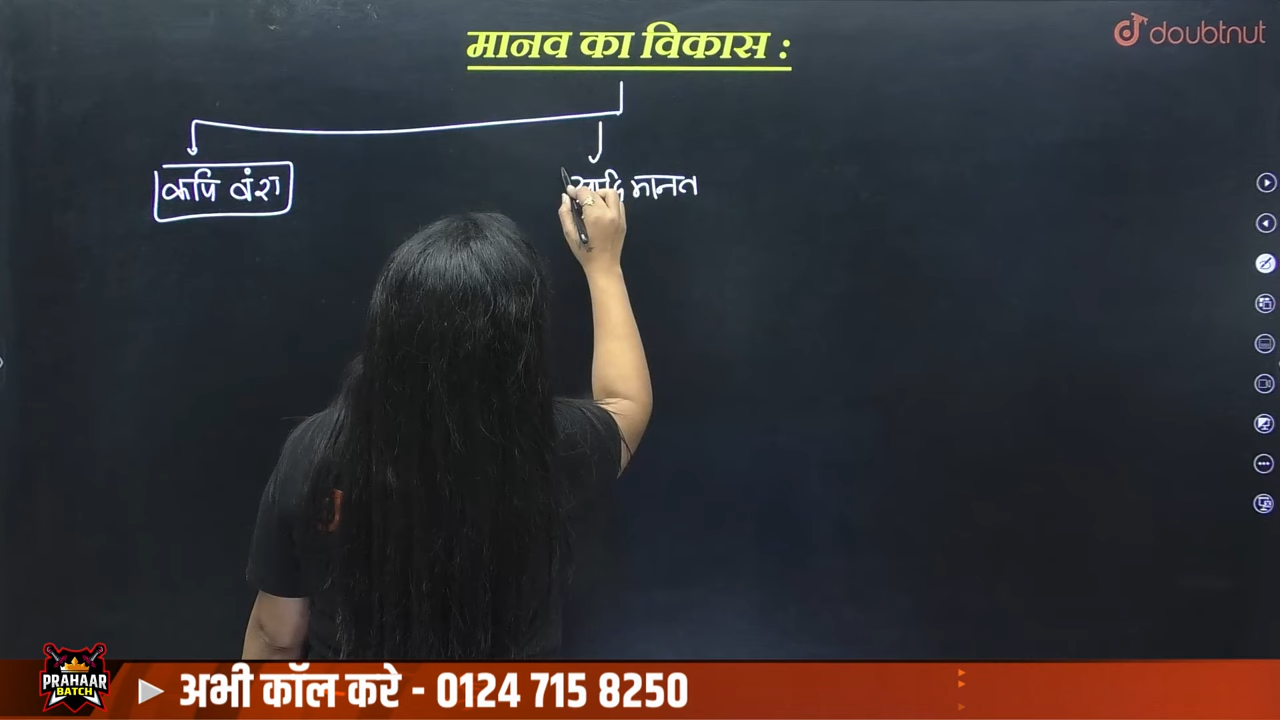 मानव का विकास :
doubtnut
कपि वंश
आदि मानव
PRAHAAR
BATCH
अभी कॉल करे - 0124 715 8250